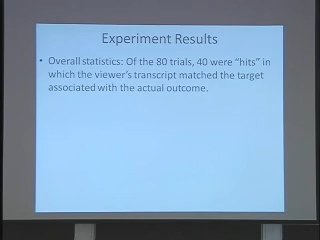 Experiment Results
• Overall statistics: Of the 80 trials, 40 were “hits” in
which the viewer’s transcript matched the target
associated with the actual outcome.